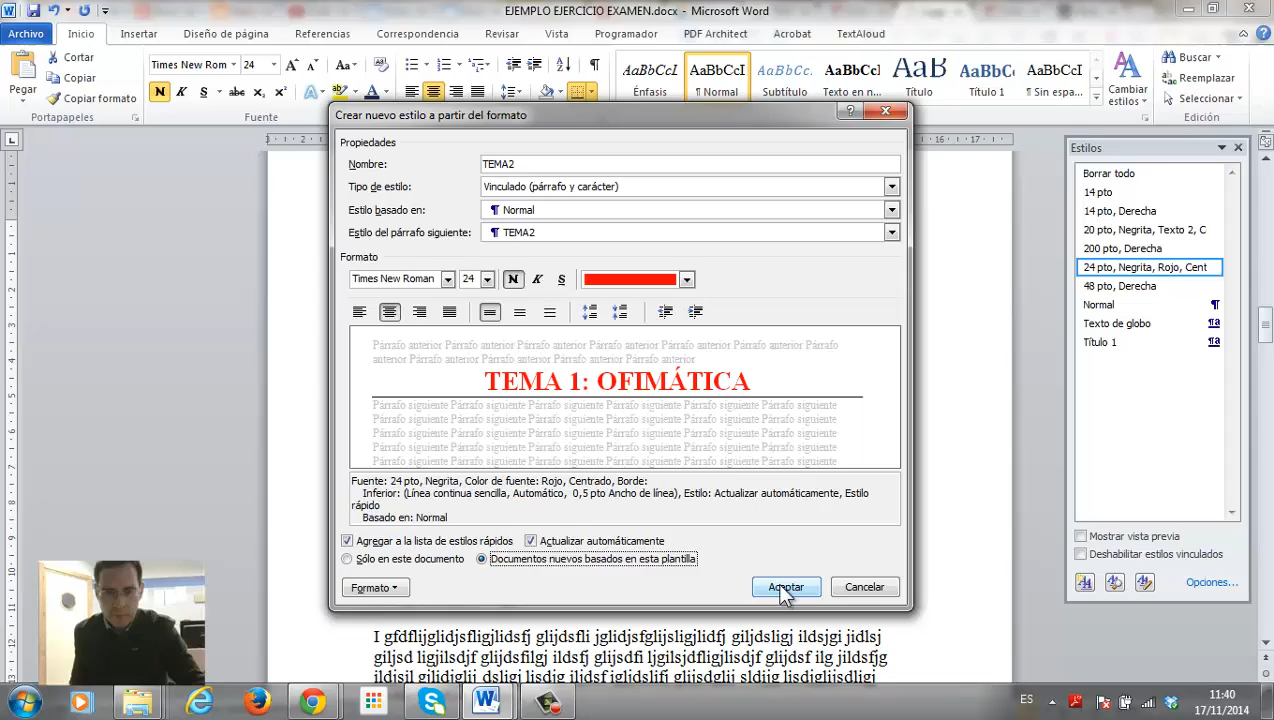 EJEMPLO EJERCICIO EXAMEN.docx - Microsoft Word
Archivo Inicio Insertar Diseño de página Referencias Correspondencia Revisar Vista Programador PDF Architect Acrobat TextAloud
Pegar
Cortar
Copiar
Copiar formato
Portapapeles
Times New Rom 24
Fuente
AaBbCcI Énfasis
AaBbCcI ¶ Normal
AaBbCc. Subtítulo
AaBbCc. Texto en n...
AaB Título
AaBbC Título 1
AaBbCcI ¶ Sin espa...
Cambiar estilos
Buscar
Reemplazar
Seleccionar
Edición
Crear nuevo estilo a partir del formato
Propiedades
Nombre: TEMA2
Tipo de estilo: Vinculado (párrafo y carácter)
Estilo basado en: ¶ Normal
Estilo del párrafo siguiente: ¶ TEMA2
Formato
Times New Roman 24 N K S
Párrafo anterior Párrafo anterior Párrafo anterior Párrafo anterior Párrafo anterior Párrafo anterior Párrafo
anterior Párrafo anterior Párrafo anterior Párrafo anterior Párrafo anterior
TEMA 1: OFIMÁTICA
Párrafo siguiente Párrafo siguiente Párrafo siguiente Párrafo siguiente Párrafo siguiente Párrafo siguiente
Párrafo siguiente Párrafo siguiente Párrafo siguiente Párrafo siguiente Párrafo siguiente Párrafo siguiente
Párrafo siguiente Párrafo siguiente Párrafo siguiente Párrafo siguiente Párrafo siguiente Párrafo siguiente
Párrafo siguiente Párrafo siguiente Párrafo siguiente Párrafo siguiente Párrafo siguiente Párrafo siguiente
Párrafo siguiente Párrafo siguiente Párrafo siguiente Párrafo siguiente Párrafo siguiente Párrafo siguiente
Fuente: 24 pto, Negrita, Color de fuente: Rojo, Centrado, Borde:
Inferior: (Línea continua sencilla, Automático, 0,5 pto Ancho de línea), Estilo: Actualizar automáticamente, Estilo
rápido
Basado en: Normal
Agregar a la lista de estilos rápidos Actualizar automáticamente
Sólo en este documento Documentos nuevos basados en esta plantilla
Formato Aceptar Cancelar
Estilos
Borrar todo
14 pto
14 pto, Derecha
20 pto, Negrita, Texto 2, C
200 pto, Derecha
24 pto, Negrita, Rojo, Cent
48 pto, Derecha
Normal ¶
Texto de globo ¶a
Título 1 ¶a
Mostrar vista previa
Deshabilitar estilos vinculados
Opciones...
I gfdflijglidjsfligjlidsfj glijdsfli jglidjsfglijsligjlidfj giljdsligj ildsjgi jidlsj
giljsd ligjilsdjf glijdsfilgj ildsfj glijsdfi ljgilsjdfligjlisdjf glijdsf ilg jildsfjg
ES
11:40
17/11/2014